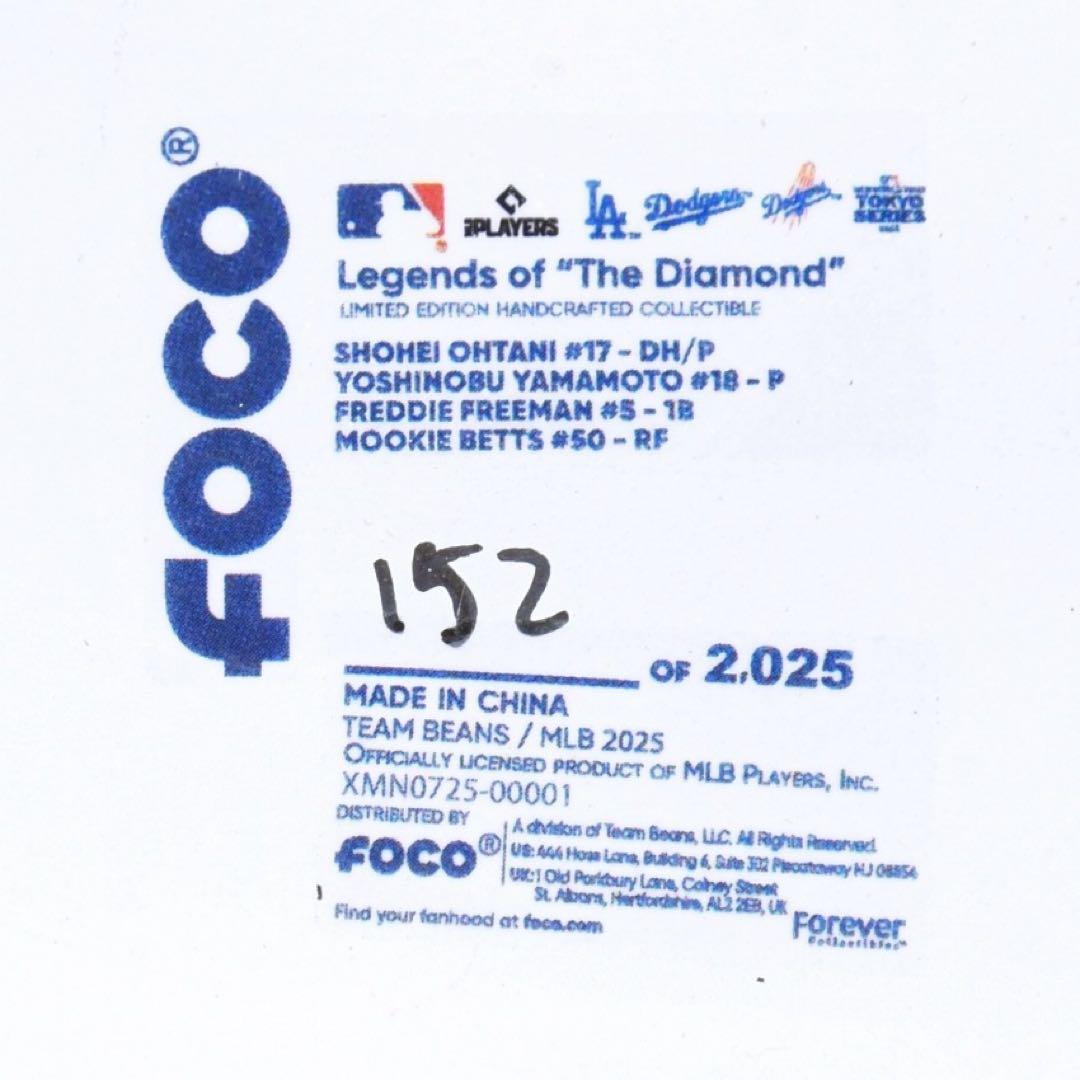 FOCO®
PLAYERS LA Dodgers Dodgers TOKYO SERIES
Legends of "The Diamond"
LIMITED EDITION HANDCRAFTED COLLECTIBLE
SHOHEI OHTANI #17 - DH/P
YOSHINOBU YAMAMOTO #18 - P
FREDDIE FREEMAN #5 - 1B
MOOKIE BETTS #50 - RF
152 OF 2,025
MADE IN CHINA
TEAM BEANS / MLB 2025
OFFICIALLY LICENSED PRODUCT OF MLB PLAYERS, INC.
XMN0725-00001
DISTRIBUTED BY
FOCO®
A division of Team Beans, LLC. All Rights Reserved.
US: 444 Hoes Lane, Building 4, Suite 302 Piscataway NJ 08854
UK: 1 Old Parkbury Lane, Colney Street
St. Albans, Hertfordshire, AL2 2EB, UK
Find your fanhood at foco.com
Forever
Collectibles™